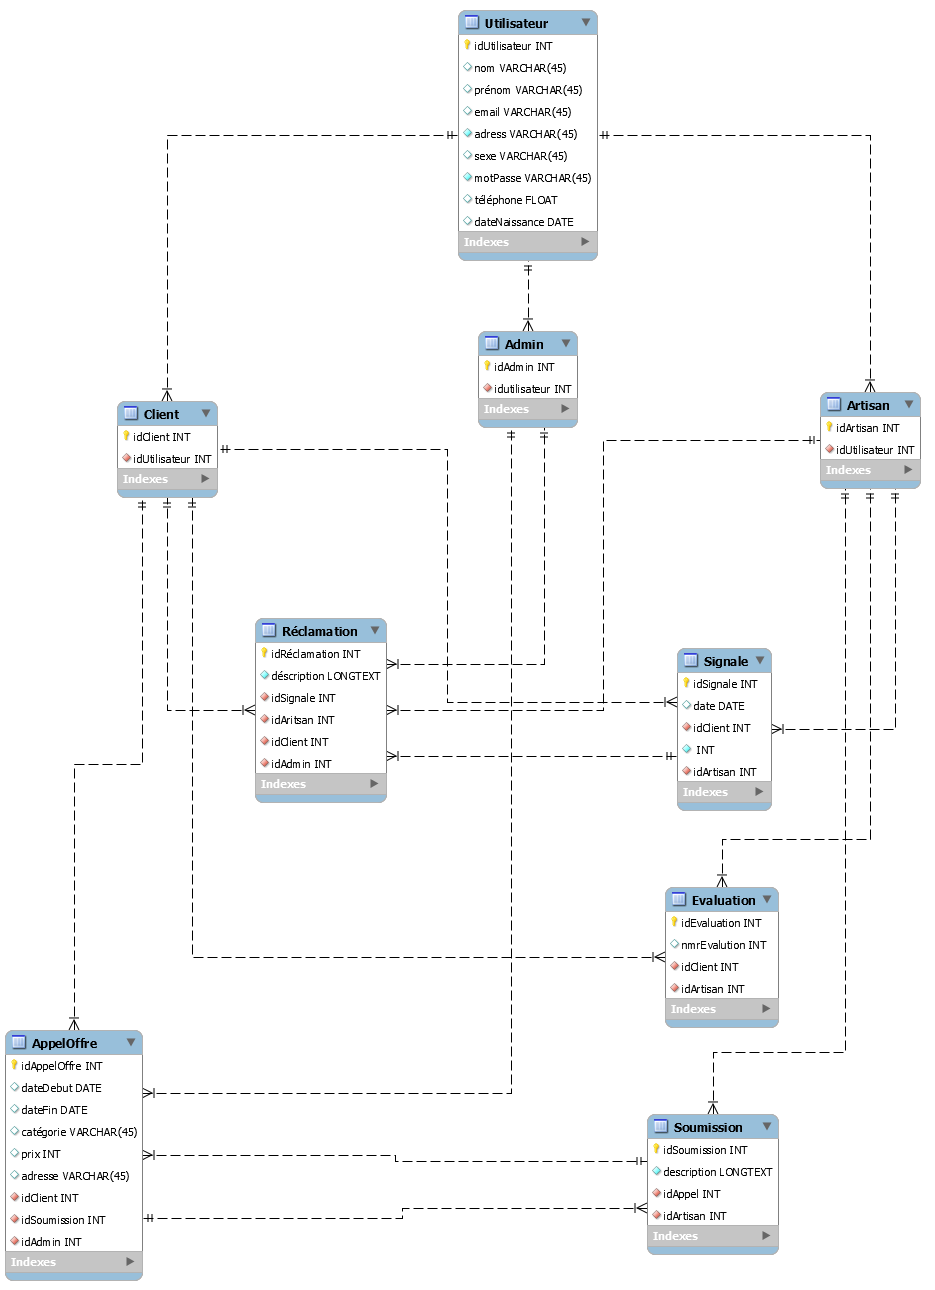 Utilisateur
idUtilisateur INT
nom VARCHAR(45)
prénom VARCHAR(45)
email VARCHAR(45)
adress VARCHAR(45)
sexe VARCHAR(45)
motPasse VARCHAR(45)
téléphone FLOAT
dateNaissance DATE
Indexes
Admin
idAdmin INT
idutilisateur INT
Indexes
Client
idClient INT
idUtilisateur INT
Indexes
Artisan
idArtisan INT
idUtilisateur INT
Indexes
Réclamation
idRéclamation INT
déscription LONGTEXT
idSignale INT
idAritsan INT
idClient INT
idAdmin INT
Indexes
Signale
idSignale INT
date DATE
idClient INT
INT
idArtisan INT
Indexes
Evaluation
idEvaluation INT
nmrEvalution INT
idClient INT
idArtisan INT
Indexes
AppelOffre
idAppelOffre INT
dateDebut DATE
dateFin DATE
catégorie VARCHAR(45)
prix INT
adresse VARCHAR(45)
idClient INT
idSoumission INT
idAdmin INT
Indexes
Soumission
idSoumission INT
description LONGTEXT
idAppel INT
idArtisan INT
Indexes